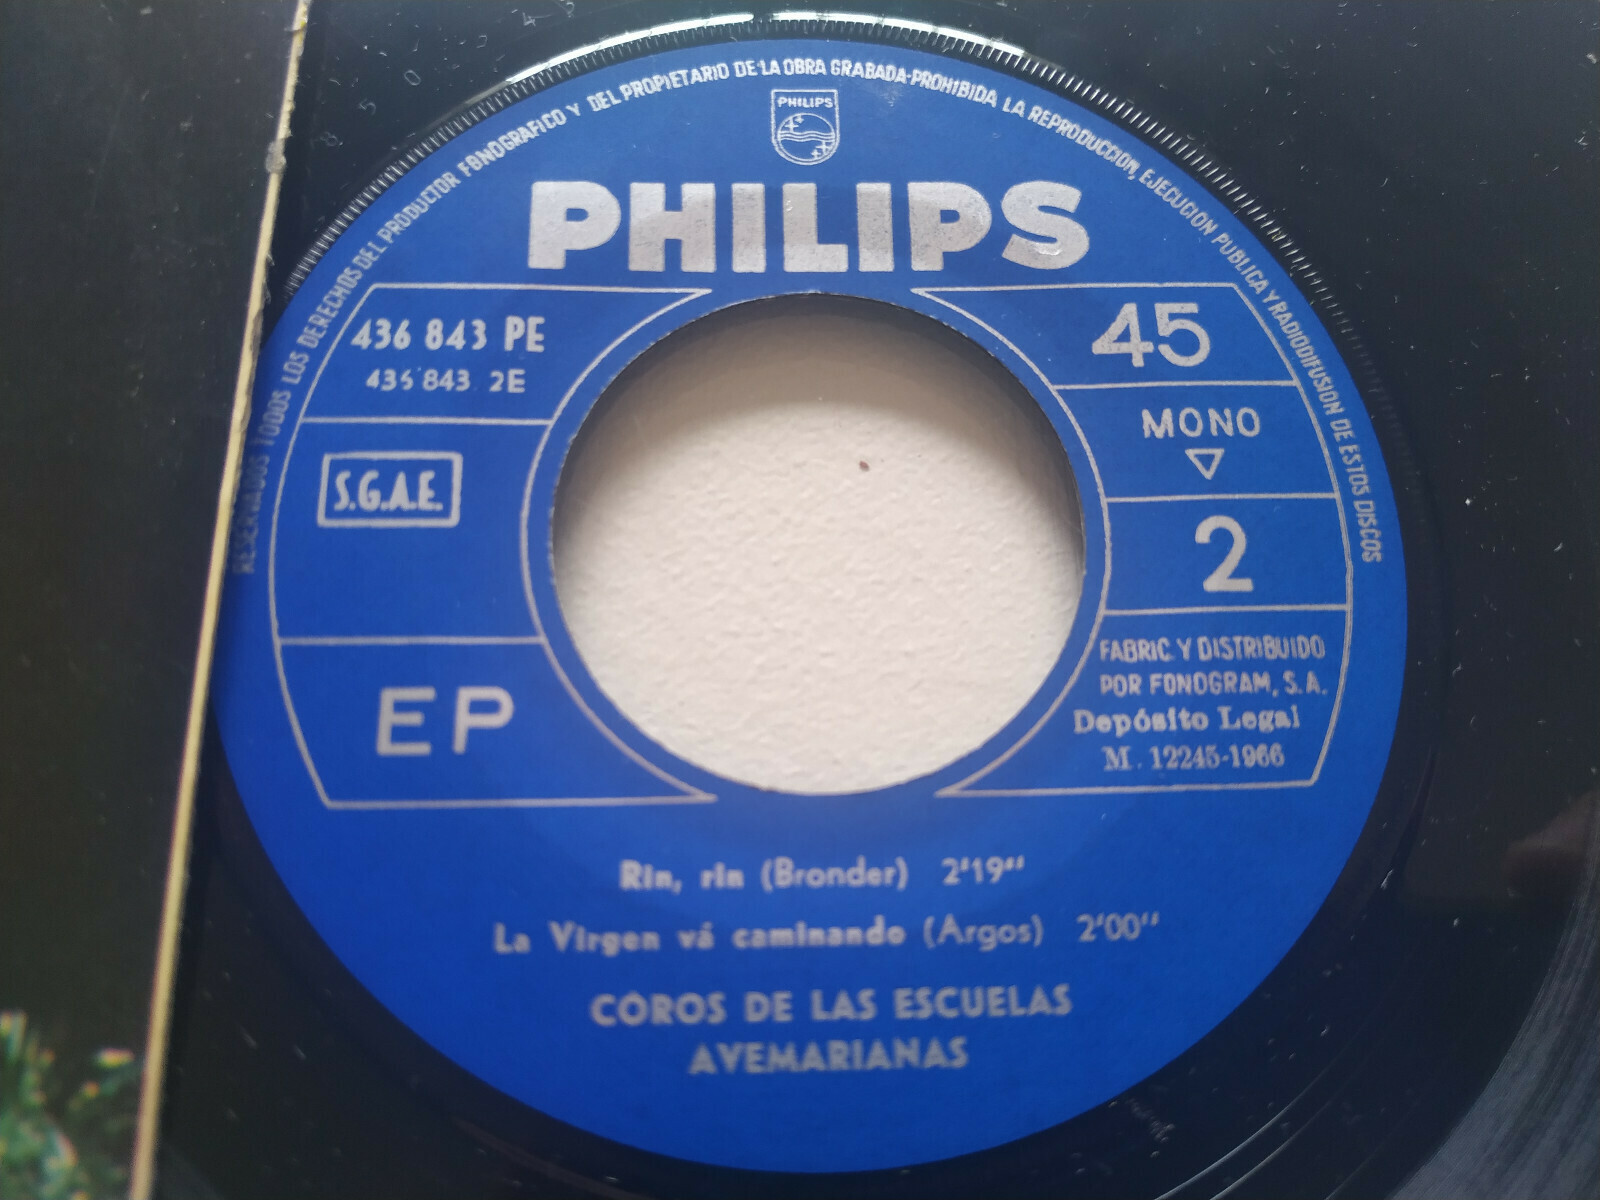 RESERVADOS TODOS LOS DERECHOS DEL PRODUCTOR FONOGRAFICO Y DEL PROPIETARIO DE LA OBRA GRABADA-PROHIBIDA LA REPRODUCCION, EJECUCION PUBLICA Y RADIODIFUSION DE ESTOS DISCOS
PHILIPS
PHILIPS
436 843 PE
436 843 2E
S.G.A.E.
EP
45
MONO
2
FABRIC. Y DISTRIBUIDO
POR FONOGRAM, S.A.
Depósito Legal
M. 12245-1966
Rin, rin (Bronder) 2'19"
La Virgen vá caminando (Argos) 2'00"
COROS DE LAS ESCUELAS
AVEMARIANAS